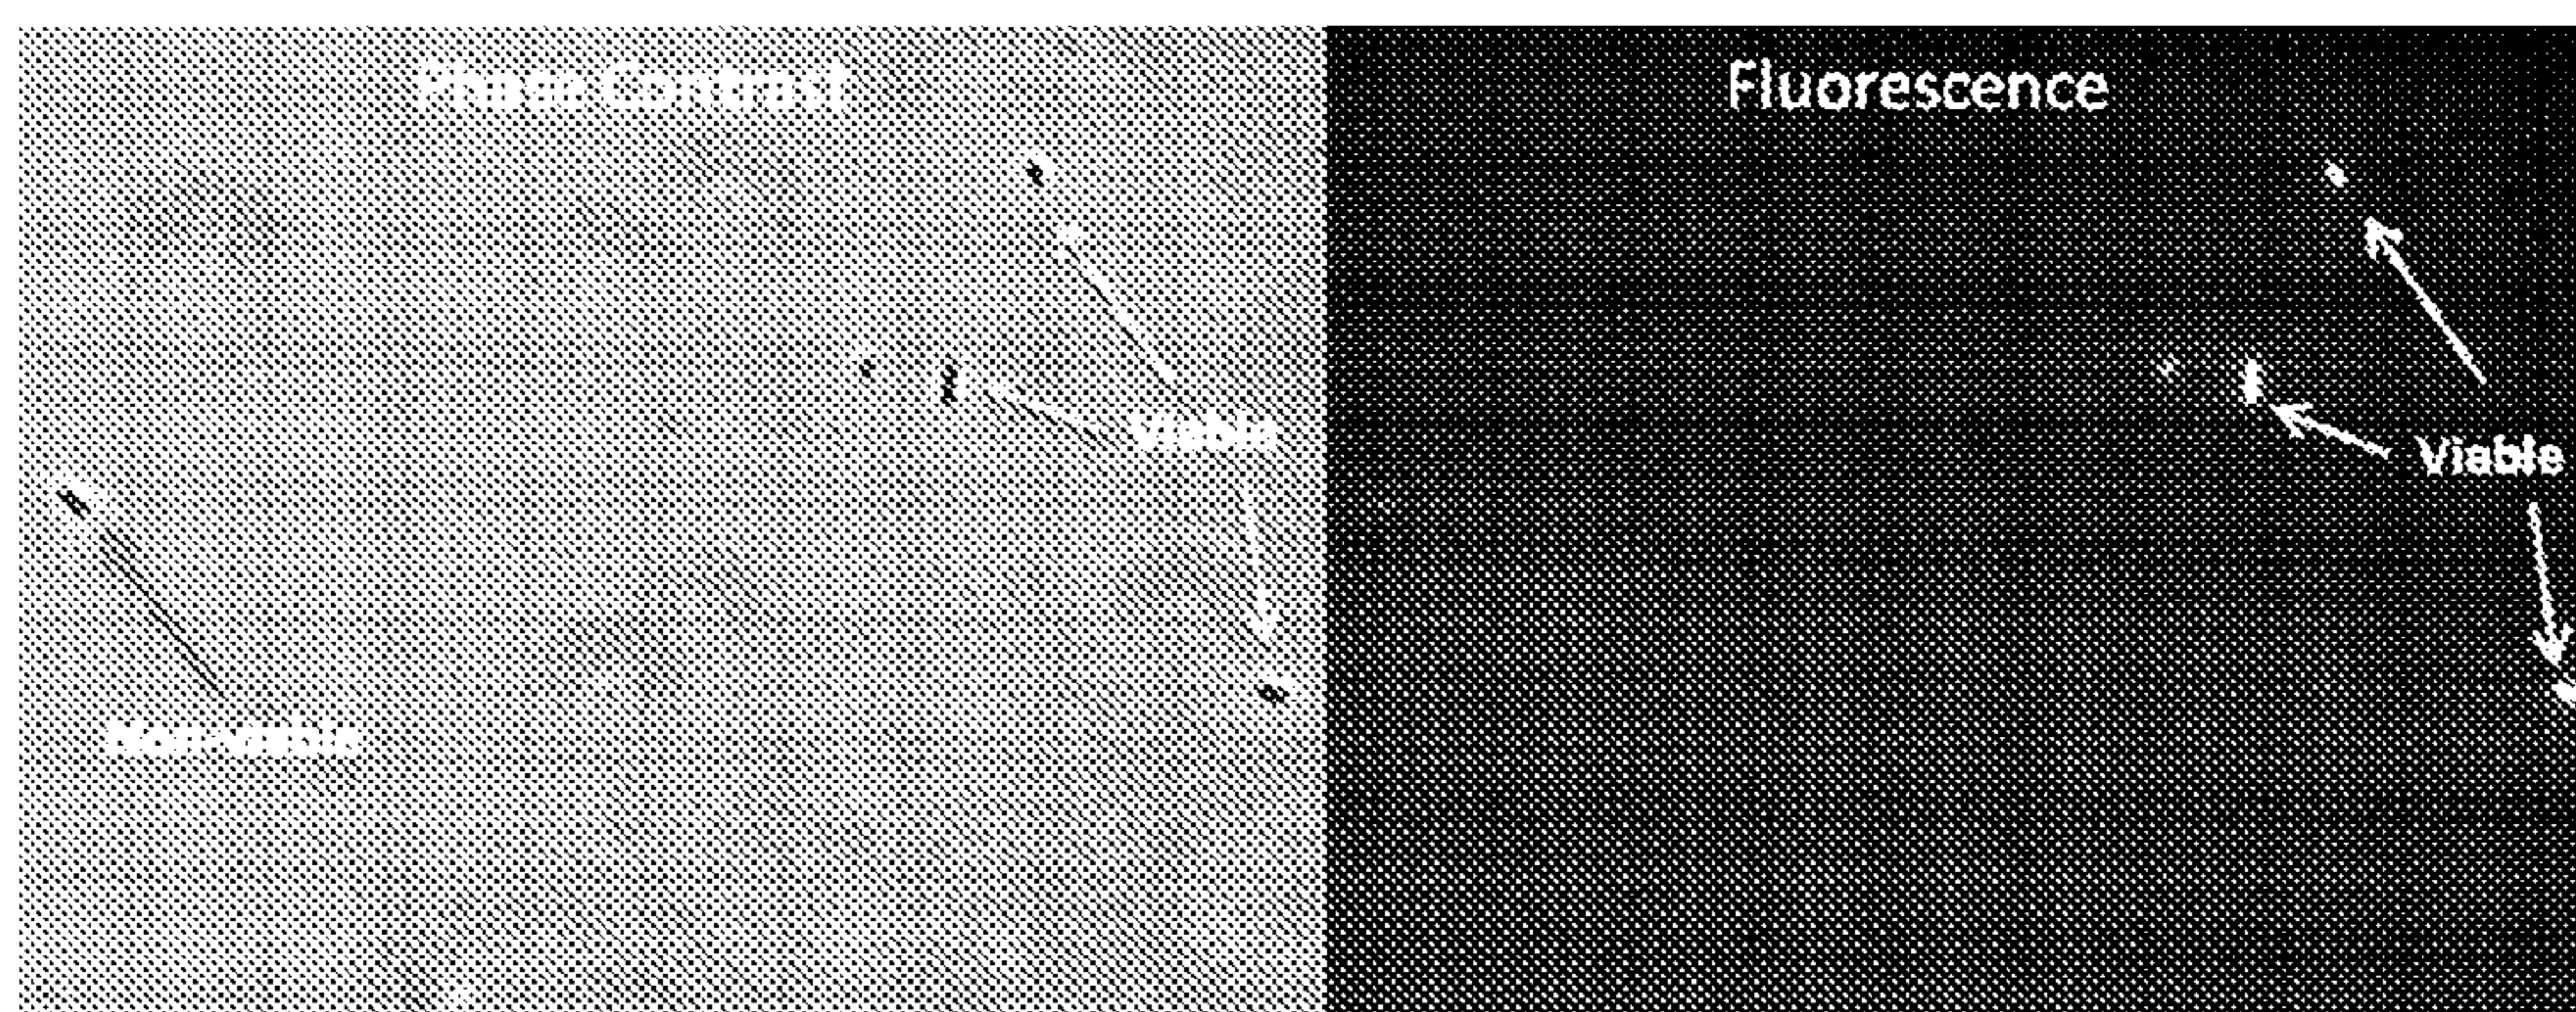 Phase Contrast
Viable
Non-Viable
Fluorescence
Viable